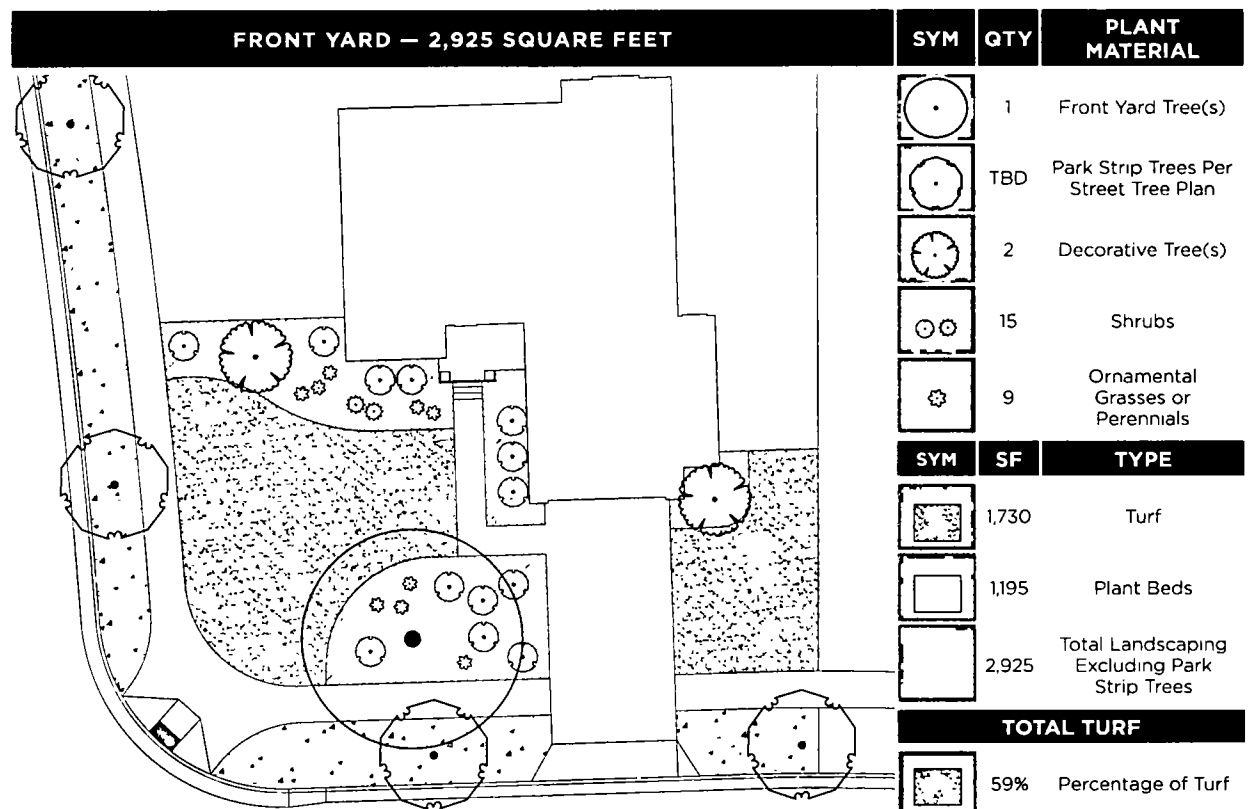 FRONT YARD — 2,925 SQUARE FEET
SYM QTY PLANT
MATERIAL
1 Front Yard Tree(s)
TBD Park Strip Trees Per
Street Tree Plan
2 Decorative Tree(s)
15 Shrubs
9 Ornamental
Grasses or
Perennials
SYM SF TYPE
1,730 Turf
1,195 Plant Beds
2,925 Total Landscaping
Excluding Park
Strip Trees
TOTAL TURF
59% Percentage of Turf